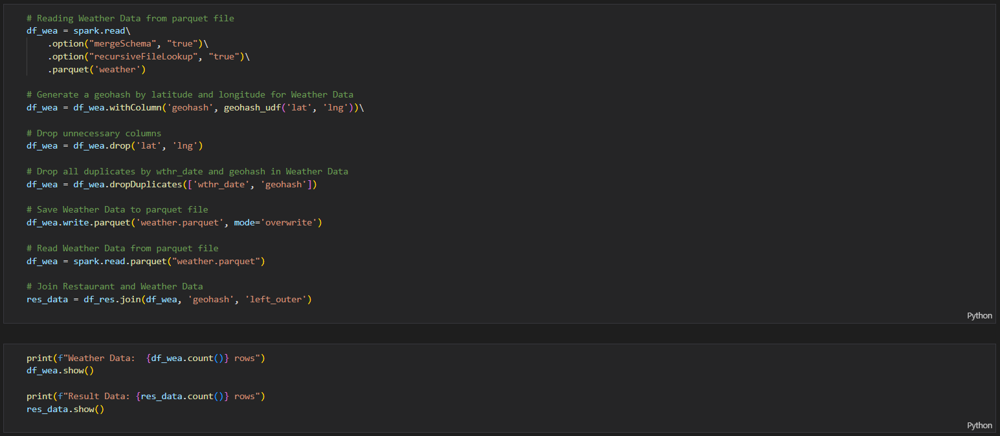 # Reading Weather Data from parquet file
df_wea = spark.read\
    .option("mergeSchema", "true")\
    .option("recursiveFileLookup", "true")\
    .parquet('weather')
# Generate a geohash by latitude and longitude for Weather Data
df_wea = df_wea.withColumn('geohash', geohash_udf('lat', 'lng'))\
# Drop unnecessary columns
df_wea = df_wea.drop('lat', 'lng')
# Drop all duplicates by wthr_date and geohash in Weather Data
df_wea = df_wea.dropDuplicates(['wthr_date', 'geohash'])
# Save Weather Data to parquet file
df_wea.write.parquet('weather.parquet', mode='overwrite')
# Read Weather Data from parquet file
df_wea = spark.read.parquet("weather.parquet")
# Join Restaurant and Weather Data
res_data = df_res.join(df_wea, 'geohash', 'left_outer')
Python
print(f"Weather Data:  {df_wea.count()} rows")
df_wea.show()
print(f"Result Data: {res_data.count()} rows")
res_data.show()
Python